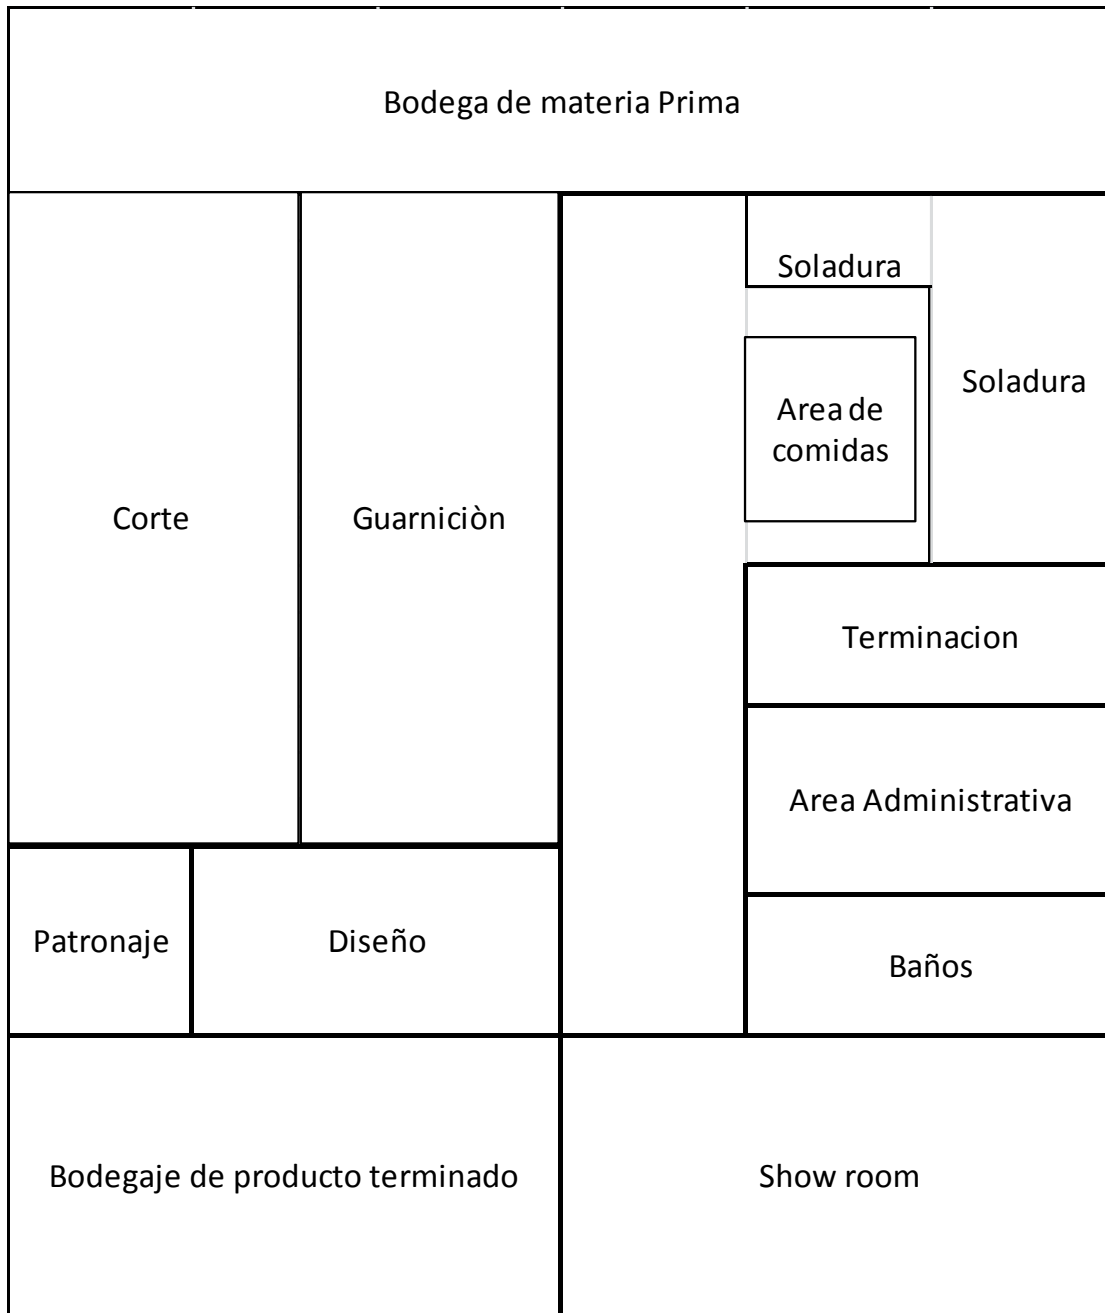 Bodega de materia Prima
Soladura
Soladura
Area de
comidas
Corte
Guarniciòn
Terminacion
Area Administrativa
Patronaje
Diseño
Baños
Bodegaje de producto terminado
Show room